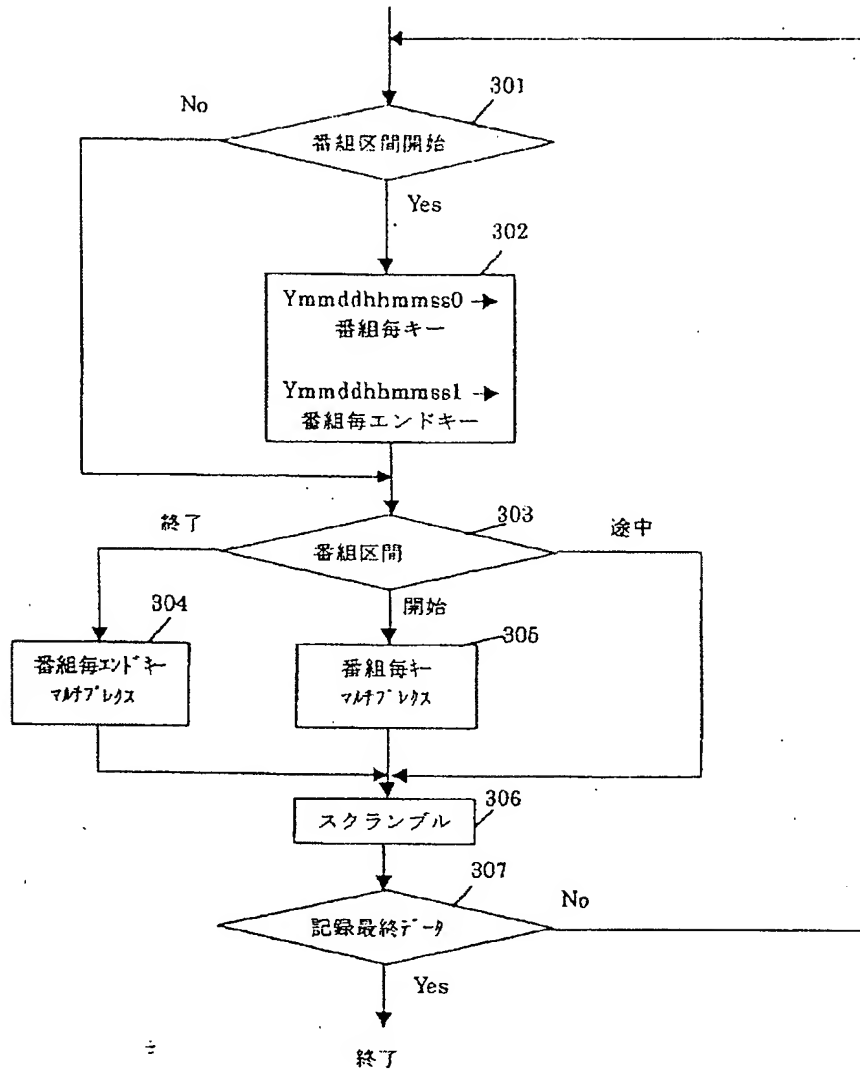 301
No
番組区間開始
Yes
302
Ymmddhhmmss0 →
番組毎キー
Ymmddhhmmss1 →
番組毎エンドキー
303
終了
途中
番組区間
開始
304
305
番組毎エンドキー
マルチプレクス
番組毎キー
マルチプレクス
スクランブル
306
307
記録最終データ
No
Yes
終了